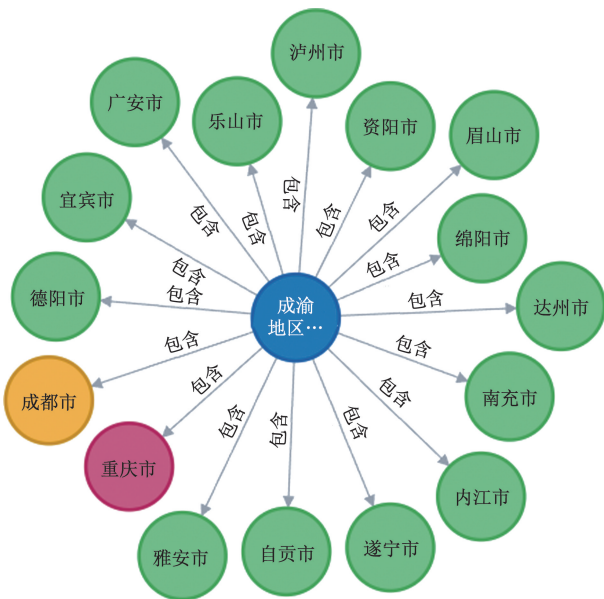 泸州市
广安市
乐山市
资阳市
眉山市
包含
包含
包含
包含
包含
宜宾市
绵阳市
包含
包含
德阳市
包含
包含
达州市
成渝
地区…
包含
包含
成都市
南充市
包含
包含
包含
包含
包含
重庆市
内江市
雅安市
自贡市
遂宁市